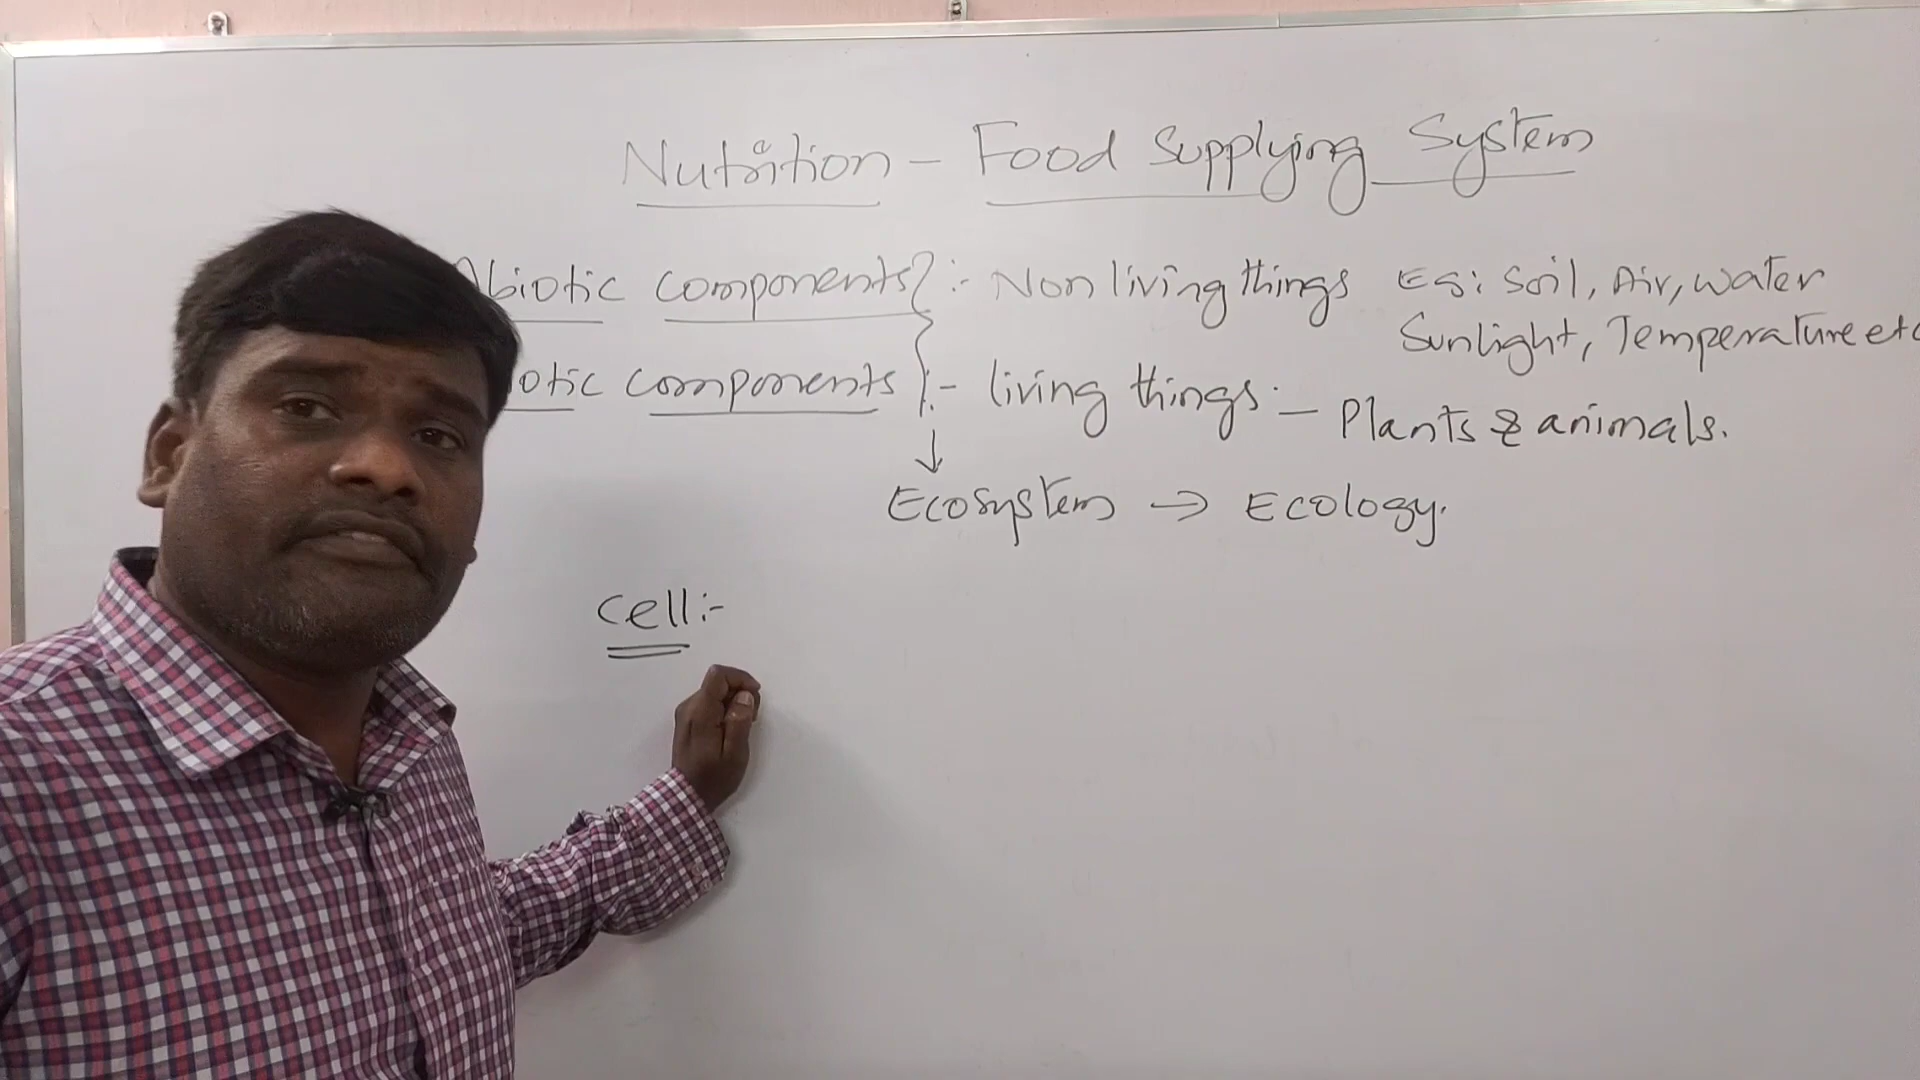 Nutrition – Food Supplying System
Abiotic components } :- Non living things Eg: Soil, Air, water
Sunlight, Temperature etc
otic components } :- living things. – Plants & animals.
↓
Ecosystem → Ecology.
Cell:-